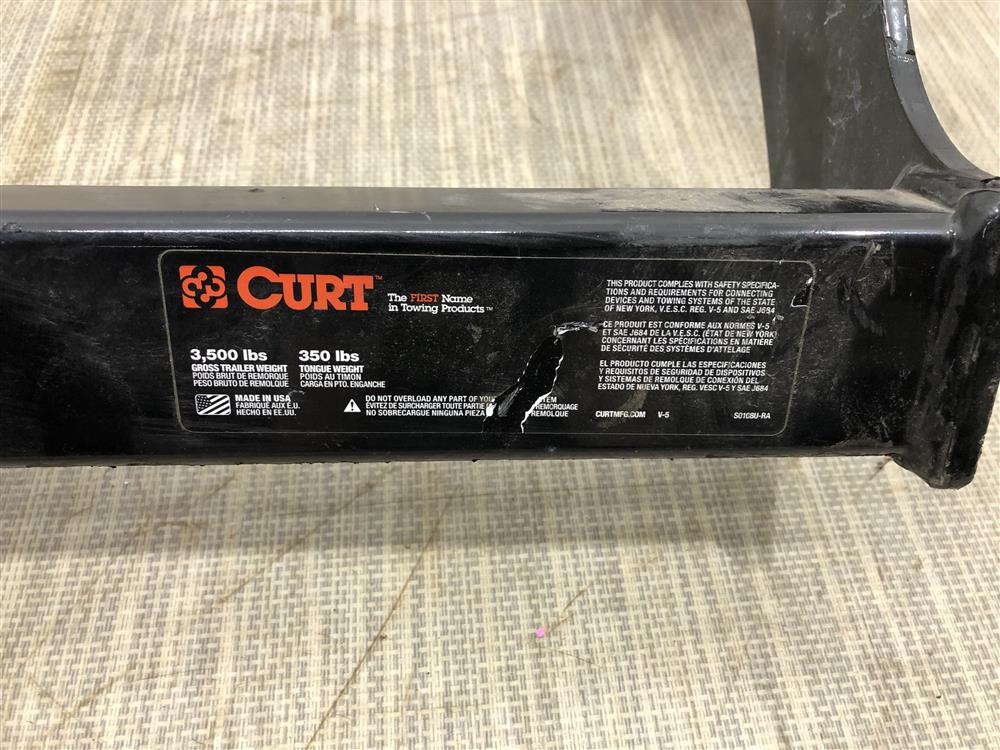 CURT™
The FIRST Name
in Towing Products™
3,500 lbs
GROSS TRAILER WEIGHT
POIDS BRUT DE REMORQUE
PESO BRUTO DE REMOLQUE
350 lbs
TONGUE WEIGHT
POIDS AU TIMON
CARGA EN PTO. ENGANCHE
MADE IN USA
FABRIQUÉ AUX É.U.
HECHO EN EE.UU.
DO NOT OVERLOAD ANY PART OF
ÉVITEZ DE SURCHARGER TOUTE PARTIE REMORQUAGE
NO SOBRECARGUE NINGUNA PIEZA REMOLQUE
THIS PRODUCT COMPLIES WITH SAFETY SPECIFICA-
TIONS AND REQUIREMENTS FOR CONNECTING
DEVICES AND TOWING SYSTEMS OF THE STATE
OF NEW YORK, V.E.S.C. REG. V-5 AND SAE J684
CE PRODUIT EST CONFORME AUX NORMES V-5
ET SAE J684 DE LA V.E.S.C. (ÉTAT DE NEW YORK)
CONCERNANT LES SPÉCIFICATIONS EN MATIÈRE
DE SÉCURITÉ DES SYSTÈMES D'ATTELAGE
EL PRODUCTO CUMPLE LAS ESPECIFICACIONES
Y REQUISITOS DE SEGURIDAD DE DISPOSITIVOS
Y SISTEMAS DE REMOLQUE DE CONEXIÓN DEL
ESTADO DE NUEVA YORK, REG. VESC V-5 Y SAE J684
CURTMFG.COM V-5 S0108U-RA